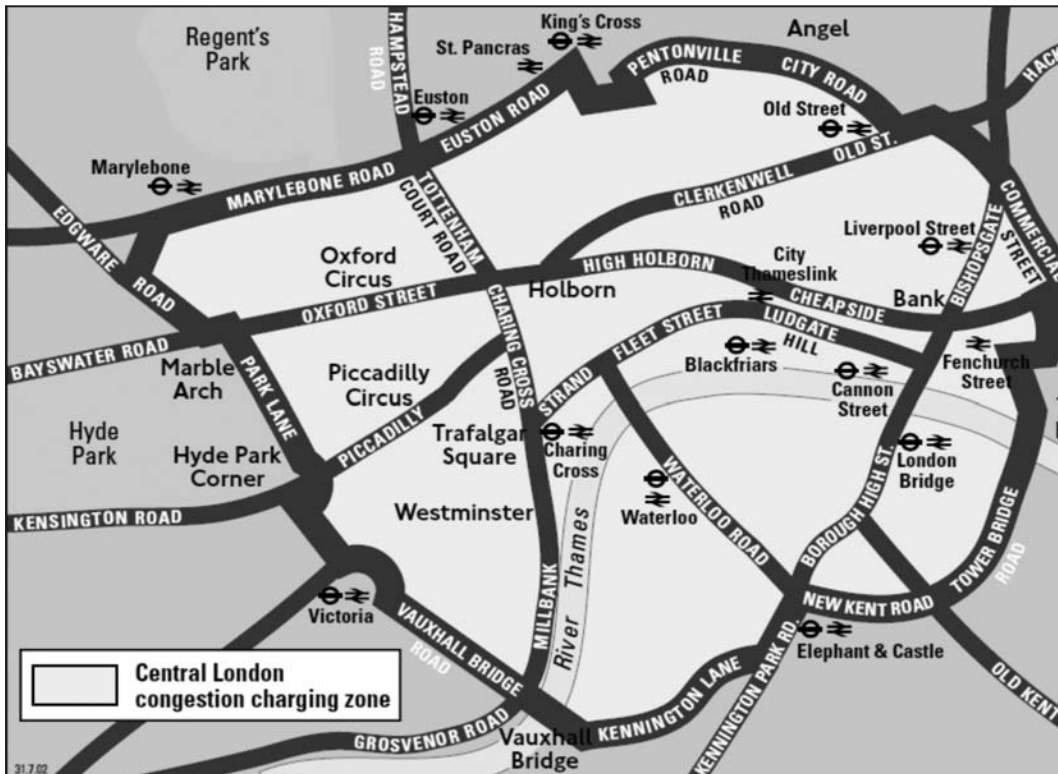 King's Cross
Angel
Regent's
Park
HAMPSTEAD
ROAD
St. Pancras
PENTONVILLE
ROAD
CITY ROAD
HACK
Euston
EUSTON ROAD
Old Street
OLD ST.
Marylebone
MARYLEBONE ROAD
TOTTENHAM
COURT ROAD
CLERKENWELL
ROAD
COMMERCIAL
STREET
EDGWARE
ROAD
Liverpool Street
BISHOPSGATE
Oxford
Circus
HIGH HOLBORN
City
Thameslink
OXFORD STREET
Holborn
CHEAPSIDE
Bank
CHARING CROSS
ROAD
FLEET STREET
LUDGATE
HILL
BAYSWATER ROAD
Marble
Arch
PARK LANE
Piccadilly
Circus
Blackfriars
Fenchurch
Street
STRAND
Cannon
Street
PICCADILLY
Hyde
Park
Hyde Park
Corner
Trafalgar
Square
Charing
Cross
London
Bridge
KENSINGTON ROAD
Westminster
Waterloo
WATERLOO ROAD
BOROUGH HIGH ST.
TOWER BRIDGE
ROAD
River Thames
MILLBANK
Victoria
VAUXHALL BRIDGE
ROAD
NEW KENT ROAD
Elephant & Castle
KENNINGTON PARK RD.
OLD KENT
KENNINGTON LANE
Central London
congestion charging zone
GROSVENOR ROAD
Vauxhall
Bridge
31.7.02